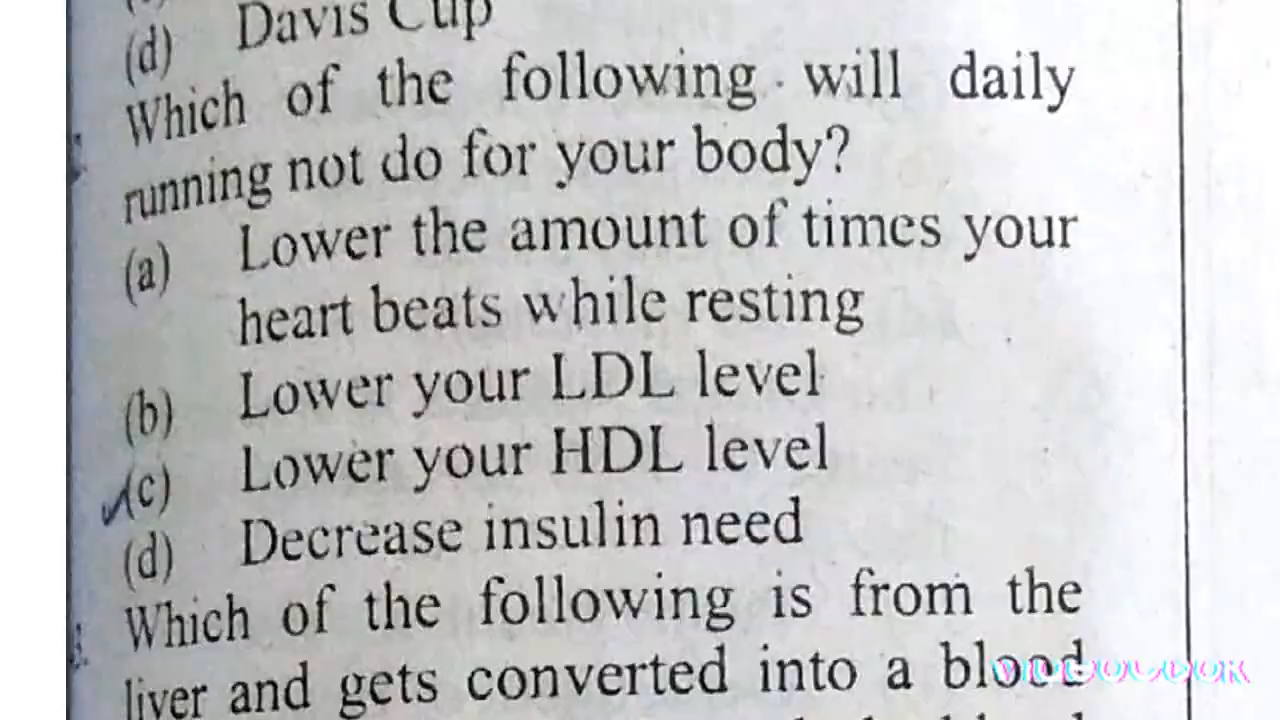 (d) Davis Cup
Which of the following will daily
running not do for your body?
(a) Lower the amount of times your
heart beats while resting
(b) Lower your LDL level
(c) Lower your HDL level
(d) Decrease insulin need
Which of the following is from the
liver and gets converted into a blood